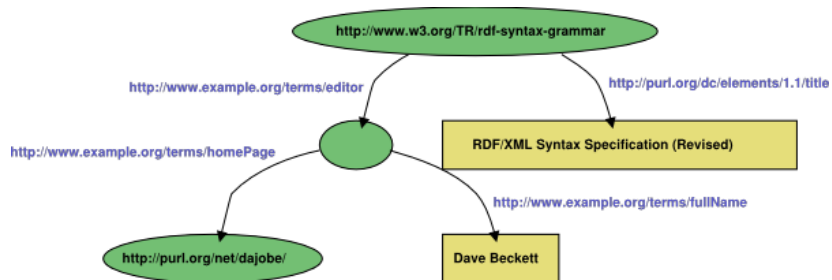 http://www.w3.org/TR/rdf-syntax-grammar
http://www.example.org/terms/editor
http://purl.org/dc/elements/1.1/title
http://www.example.org/terms/homePage
RDF/XML Syntax Specification (Revised)
http://www.example.org/terms/fullName
http://purl.org/net/dajobe/
Dave Beckett